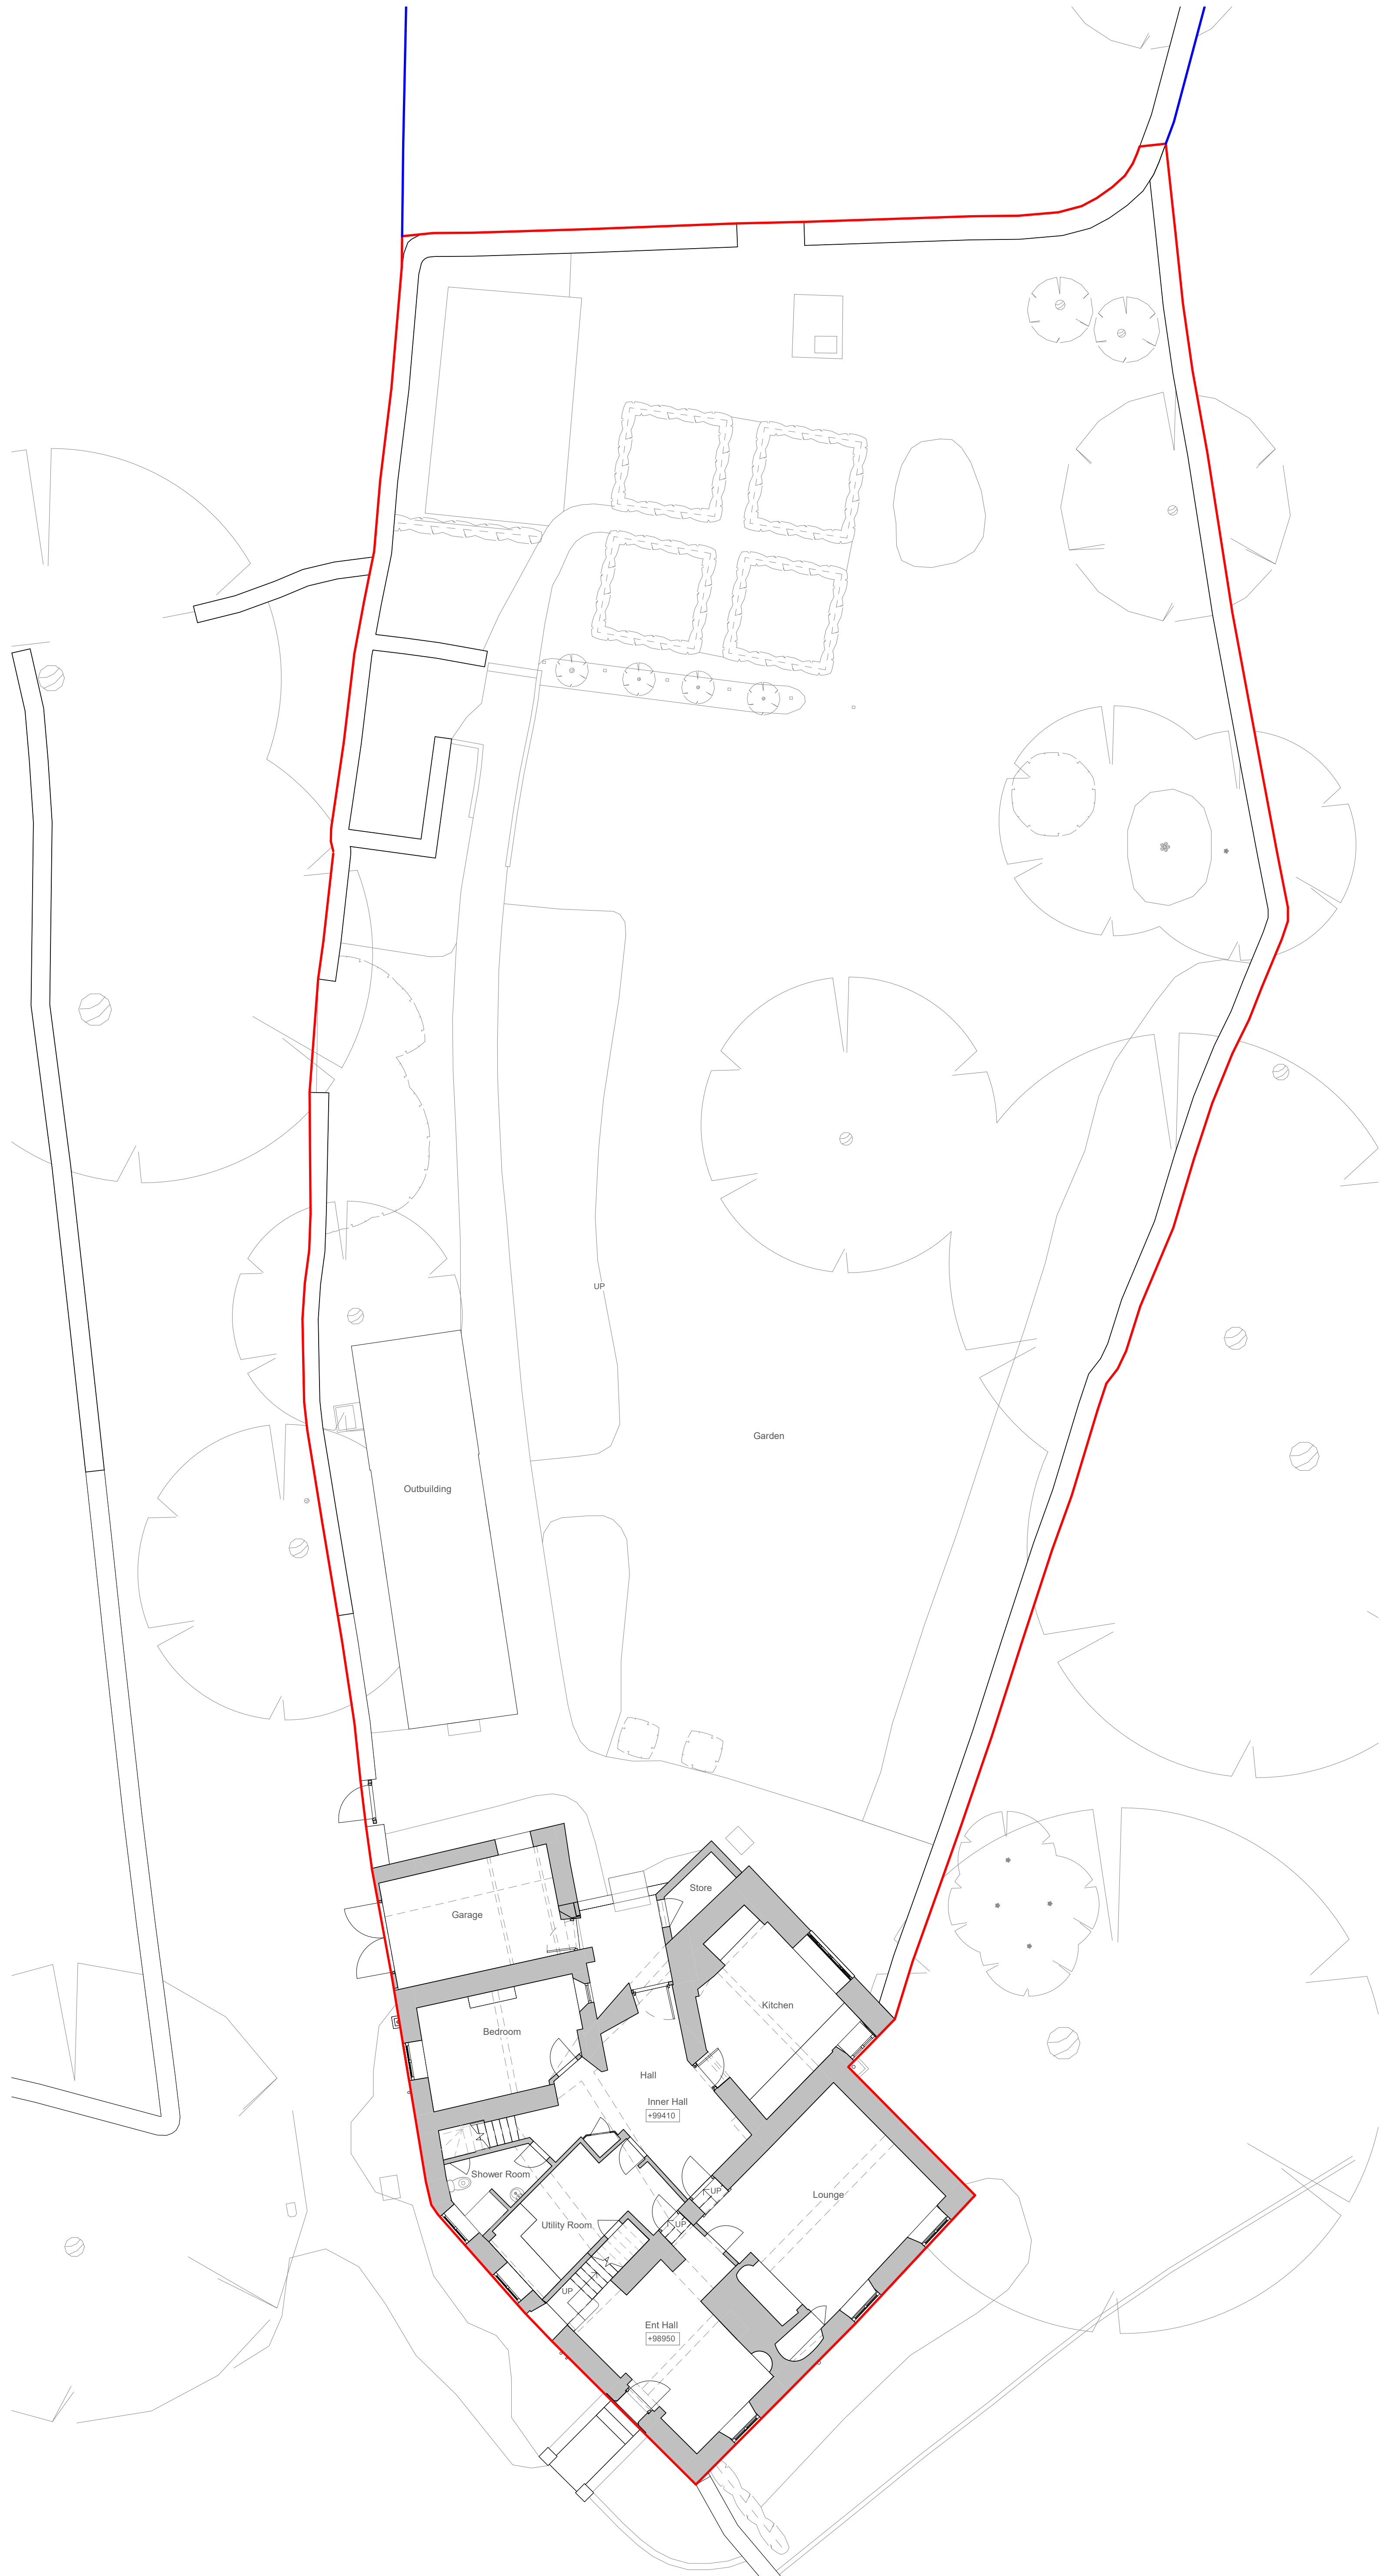 UP
Garden
Outbuilding
Store
Garage
Kitchen
Bedroom
Hall
Inner Hall
+99410
Shower Room
UP
Lounge
Utility Room
UP
UP
Ent Hall
+98950